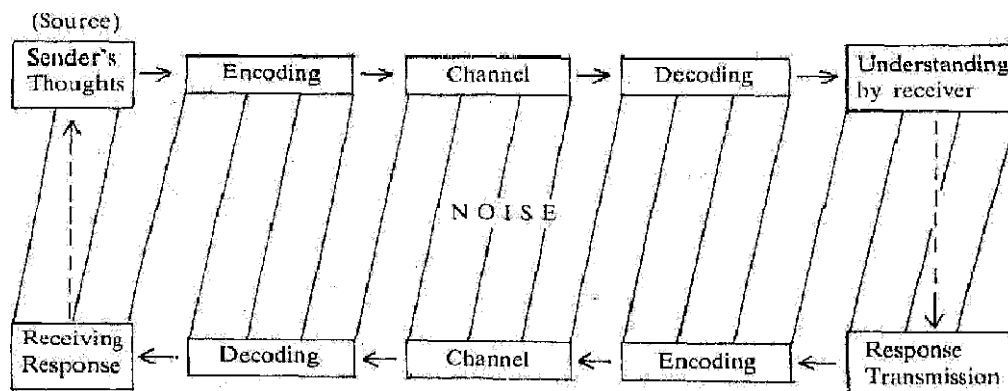 (Source)
Sender's
Thoughts
Encoding
Channel
Decoding
Understanding
by receiver
NOISE
Receiving
Response
Decoding
Channel
Encoding
Response
Transmission